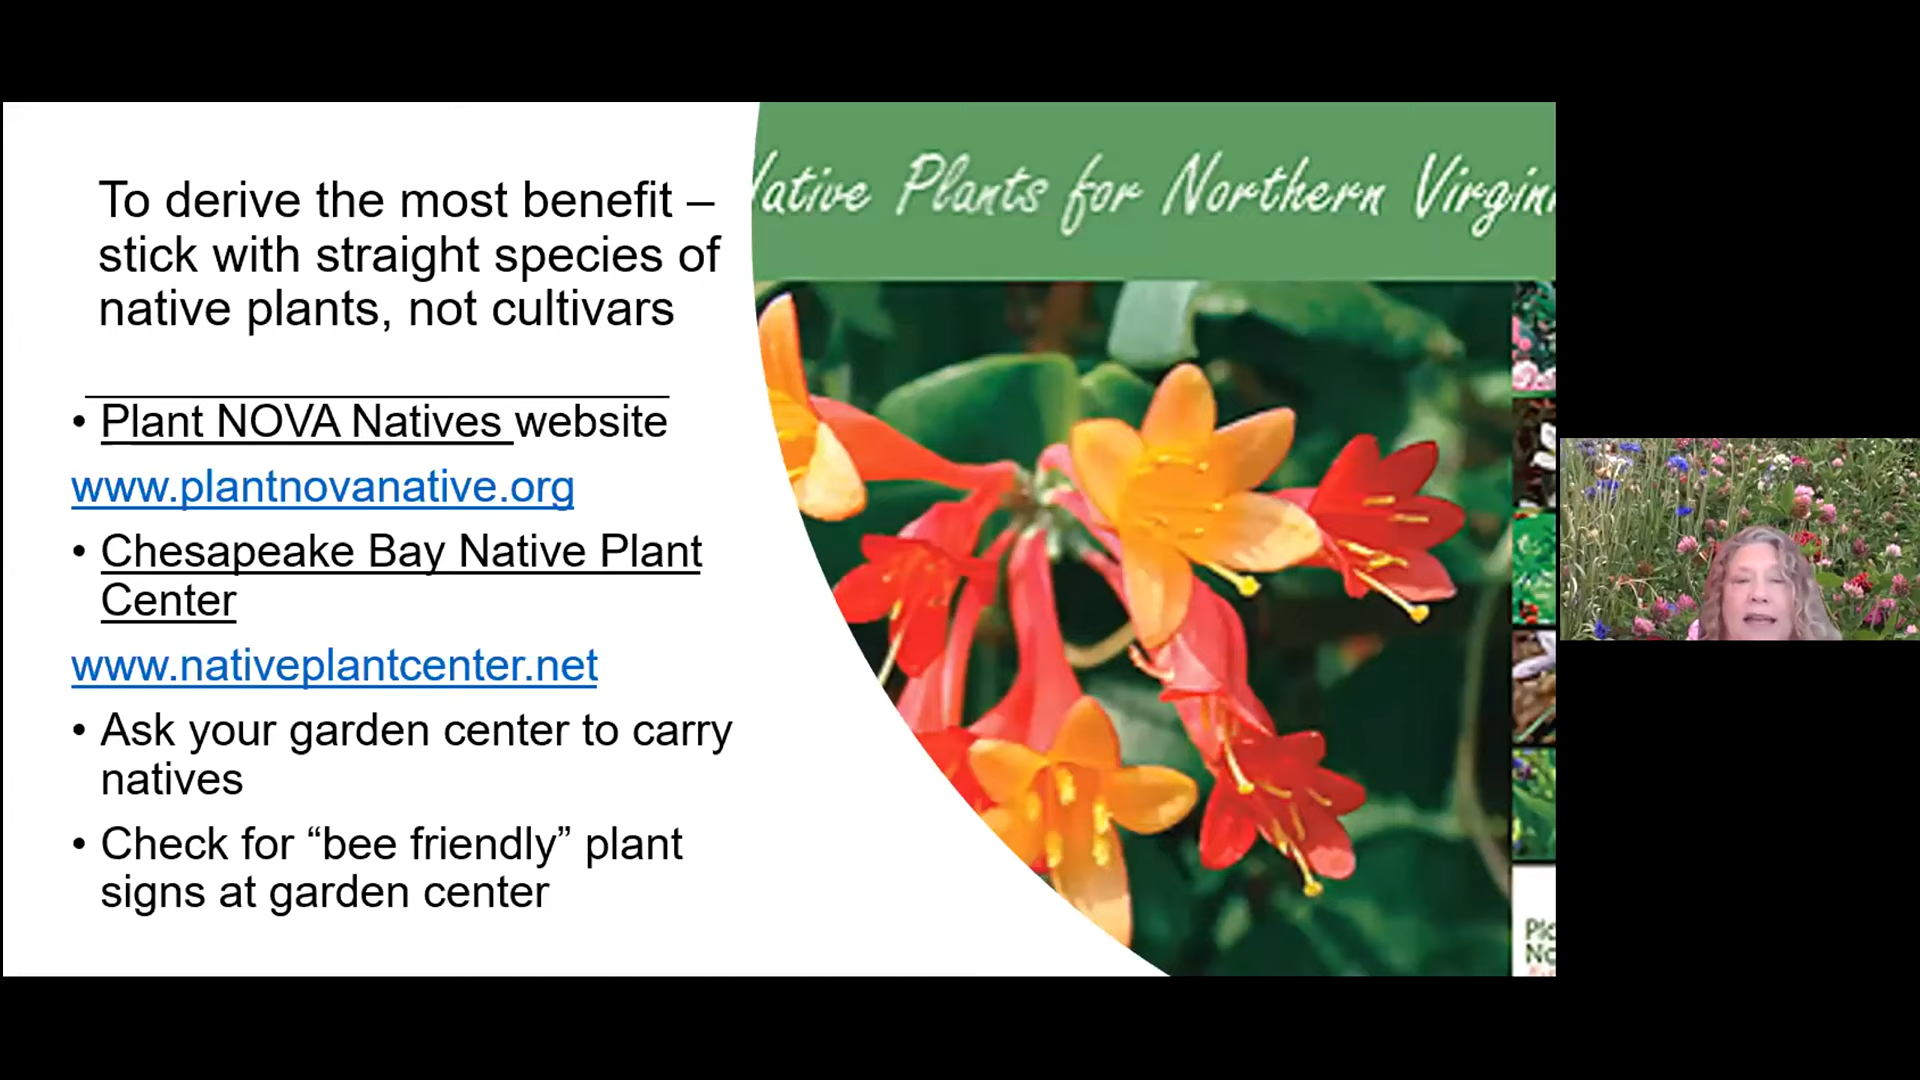 To derive the most benefit –
stick with straight species of
native plants, not cultivars
• Plant NOVA Natives website
www.plantnovanative.org
• Chesapeake Bay Native Plant
Center
www.nativeplantcenter.net
• Ask your garden center to carry
natives
• Check for “bee friendly” plant
signs at garden center
Plants for Northern